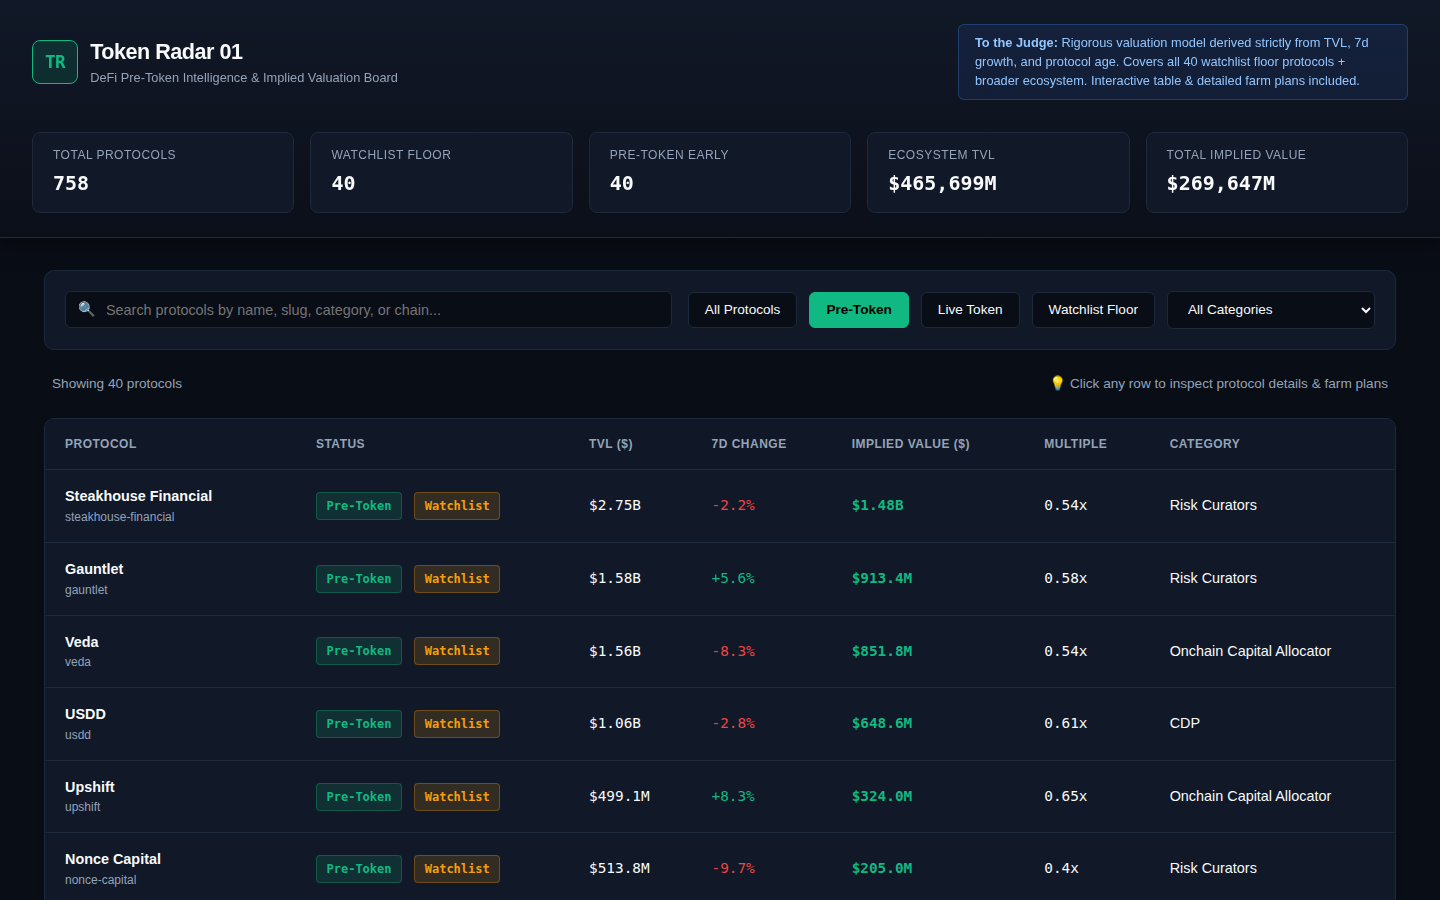 TR
Token Radar 01
DeFi Pre-Token Intelligence & Implied Valuation Board
To the Judge: Rigorous valuation model derived strictly from TVL, 7d
growth, and protocol age. Covers all 40 watchlist floor protocols +
broader ecosystem. Interactive table & detailed farm plans included.
TOTAL PROTOCOLS
758
WATCHLIST FLOOR
40
PRE-TOKEN EARLY
40
ECOSYSTEM TVL
$465,699M
TOTAL IMPLIED VALUE
$269,647M
🔍 Search protocols by name, slug, category, or chain...
All Protocols
Pre-Token
Live Token
Watchlist Floor
All Categories
Showing 40 protocols
💡 Click any row to inspect protocol details & farm plans
PROTOCOL STATUS TVL ($) 7D CHANGE IMPLIED VALUE ($) MULTIPLE CATEGORY
Steakhouse Financial
steakhouse-financial
Pre-Token Watchlist $2.75B -2.2% $1.48B 0.54x Risk Curators
Gauntlet
gauntlet
Pre-Token Watchlist $1.58B +5.6% $913.4M 0.58x Risk Curators
Veda
veda
Pre-Token Watchlist $1.56B -8.3% $851.8M 0.54x Onchain Capital Allocator
USDD
usdd
Pre-Token Watchlist $1.06B -2.8% $648.6M 0.61x CDP
Upshift
upshift
Pre-Token Watchlist $499.1M +8.3% $324.0M 0.65x Onchain Capital Allocator
Nonce Capital
nonce-capital
Pre-Token Watchlist $513.8M -9.7% $205.0M 0.4x Risk Curators